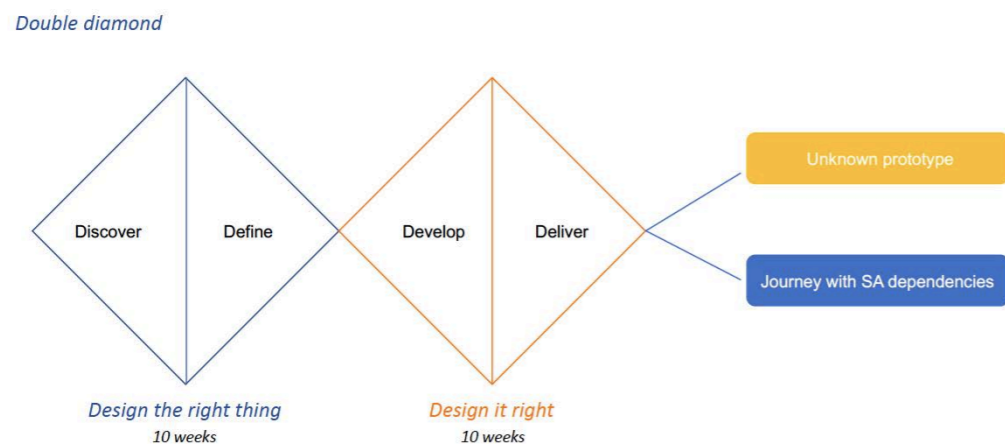 Double diamond
Discover
Define
Develop
Deliver
Unknown prototype
Journey with SA dependencies
Design the right thing
10 weeks
Design it right
10 weeks